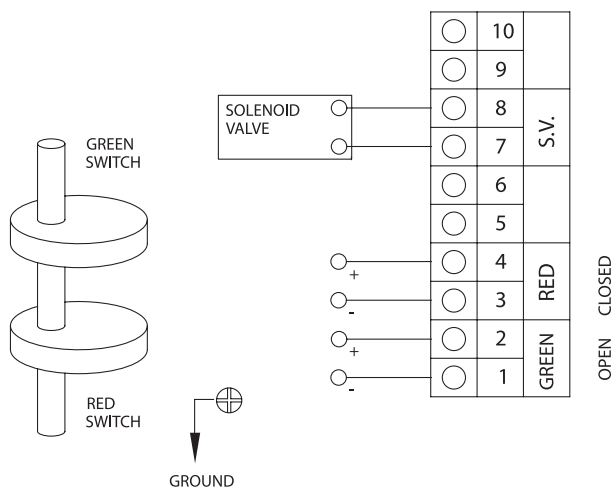 GREEN
SWITCH
RED
SWITCH
GROUND
SOLENOID
VALVE
+
-
+
-
10
9
8
7
6
5
4
3
2
1
S.V.
RED
GREEN
CLOSED
OPEN